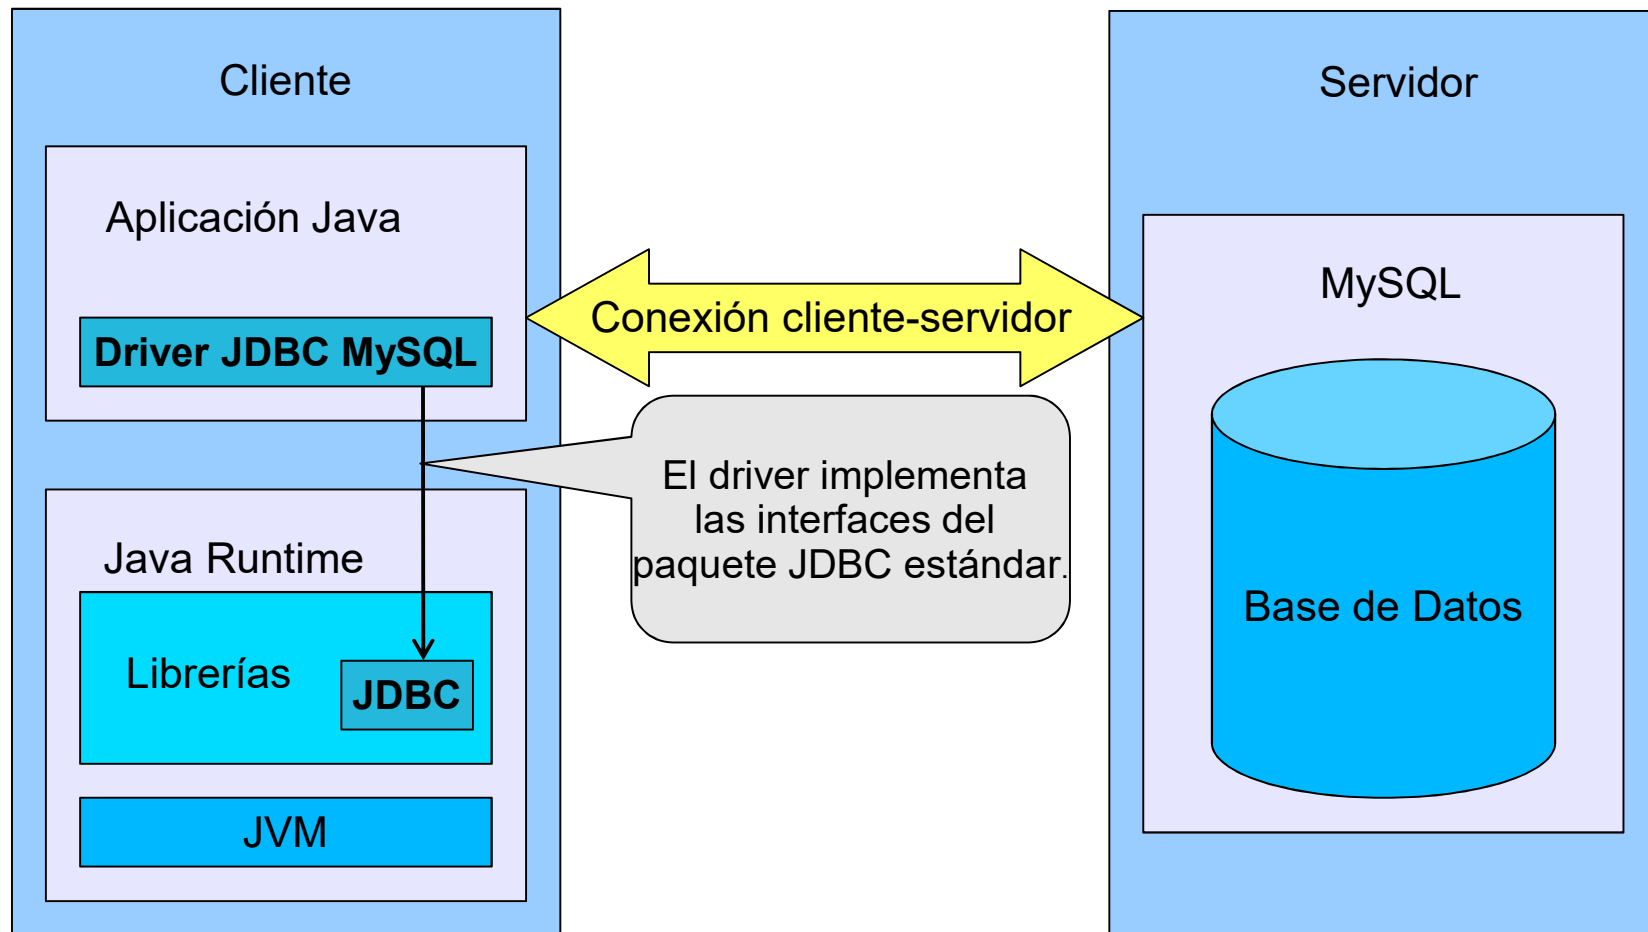 Cliente
Aplicación Java
Driver JDBC MySQL
Java Runtime
Librerías
JDBC
JVM
Conexión cliente-servidor
El driver implementa
las interfaces del
paquete JDBC estándar.
Servidor
MySQL
Base de Datos